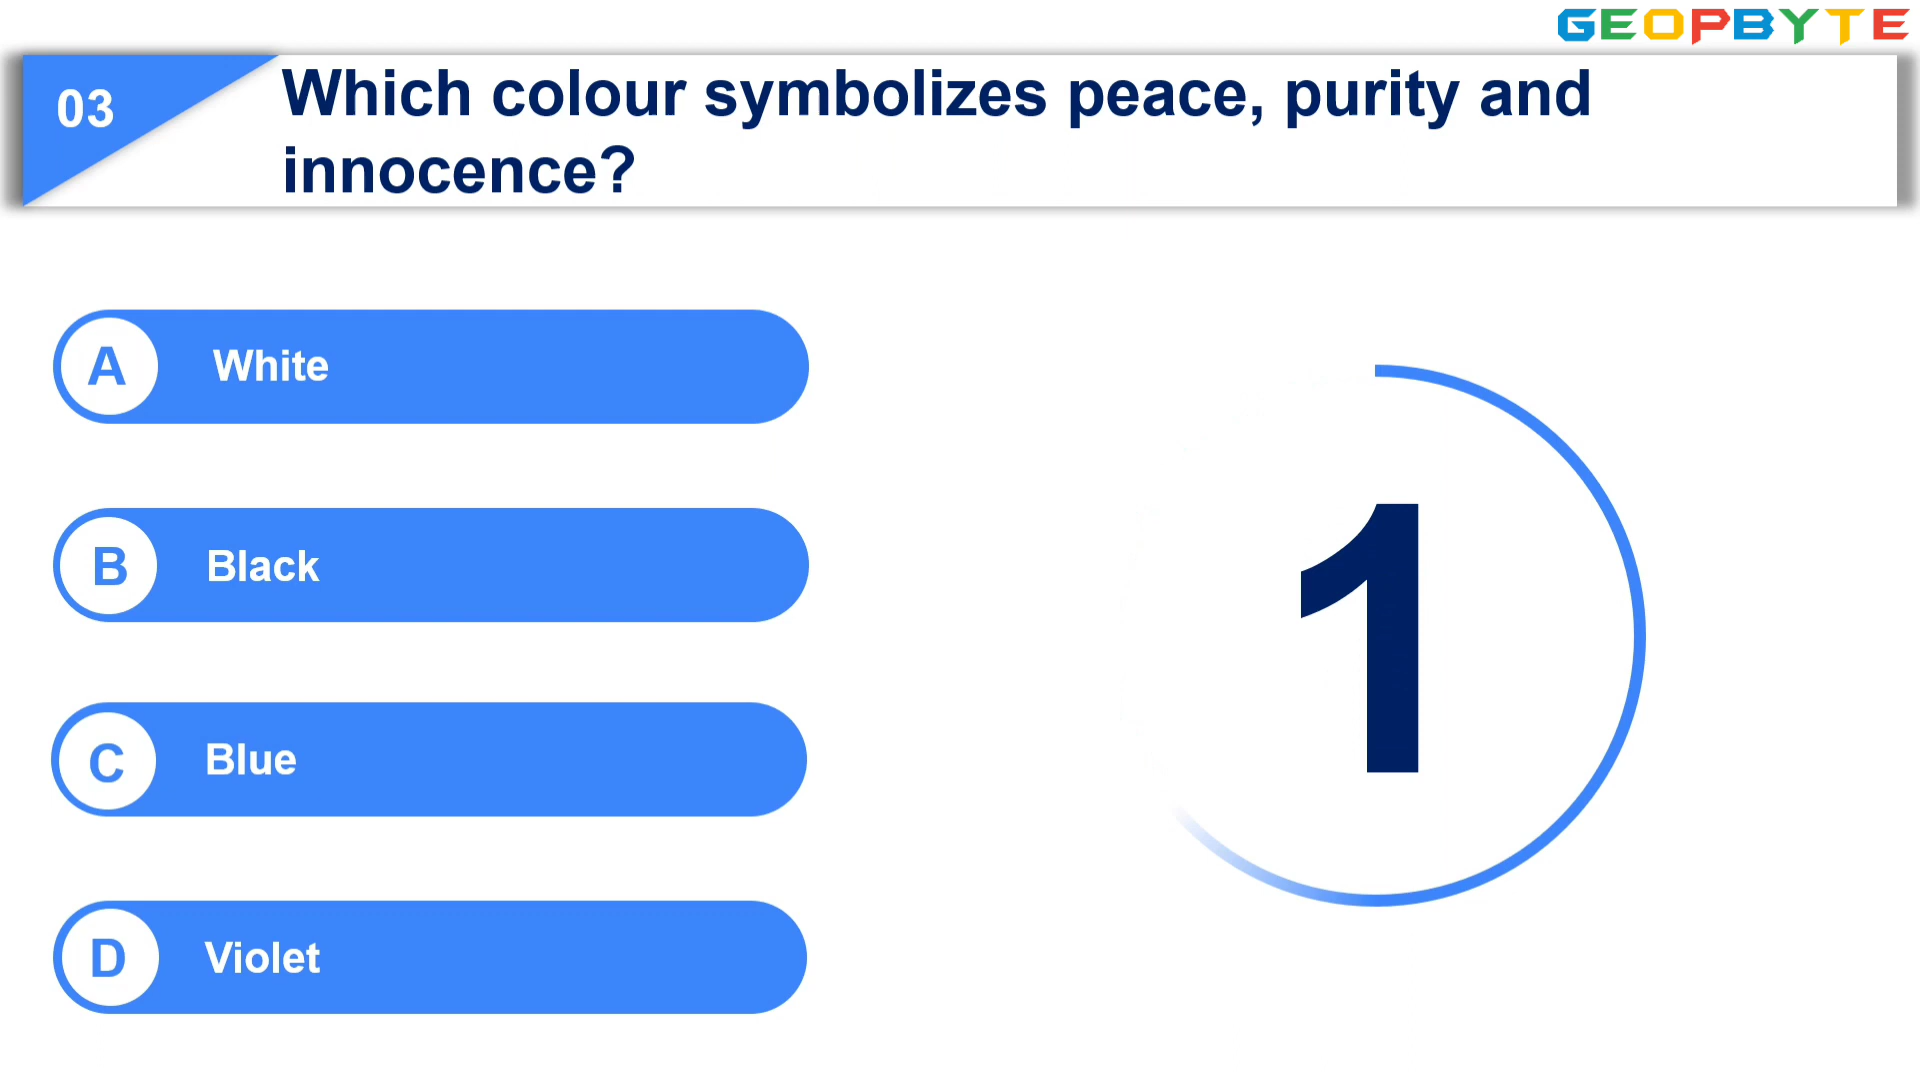 GEOPBYTE
03
Which colour symbolizes peace, purity and
innocence?
A White
B Black
C Blue
D Violet
1